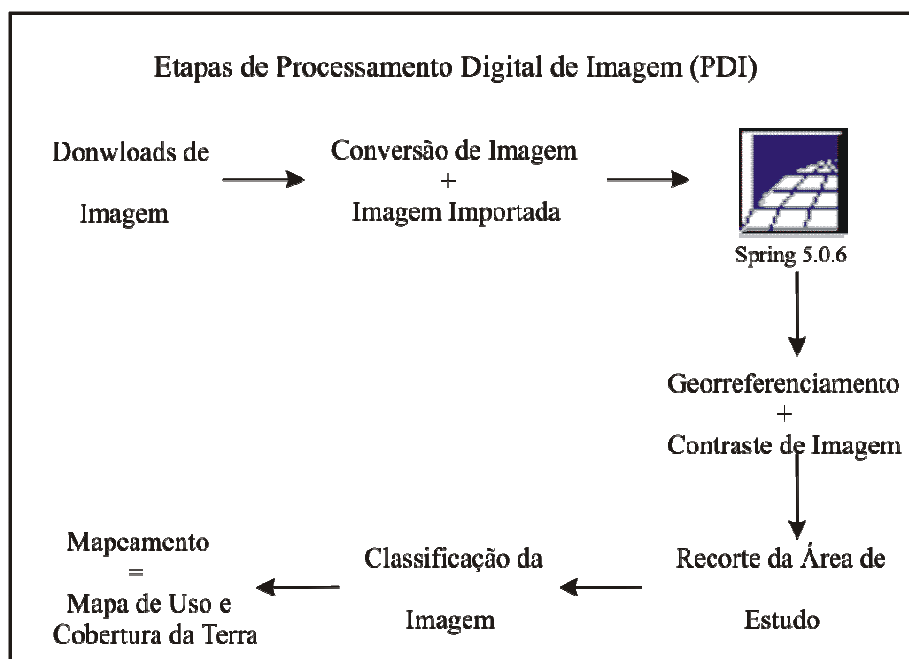 Etapas de Processamento Digital de Imagem (PDI)
Donwloads de
Imagem
Conversão de Imagem
+
Imagem Importada
Spring 5.0.6
Georreferenciamento
+
Contraste de Imagem
Recorte da Área de
Estudo
Classificação da
Imagem
Mapeamento
=
Mapa de Uso e
Cobertura da Terra